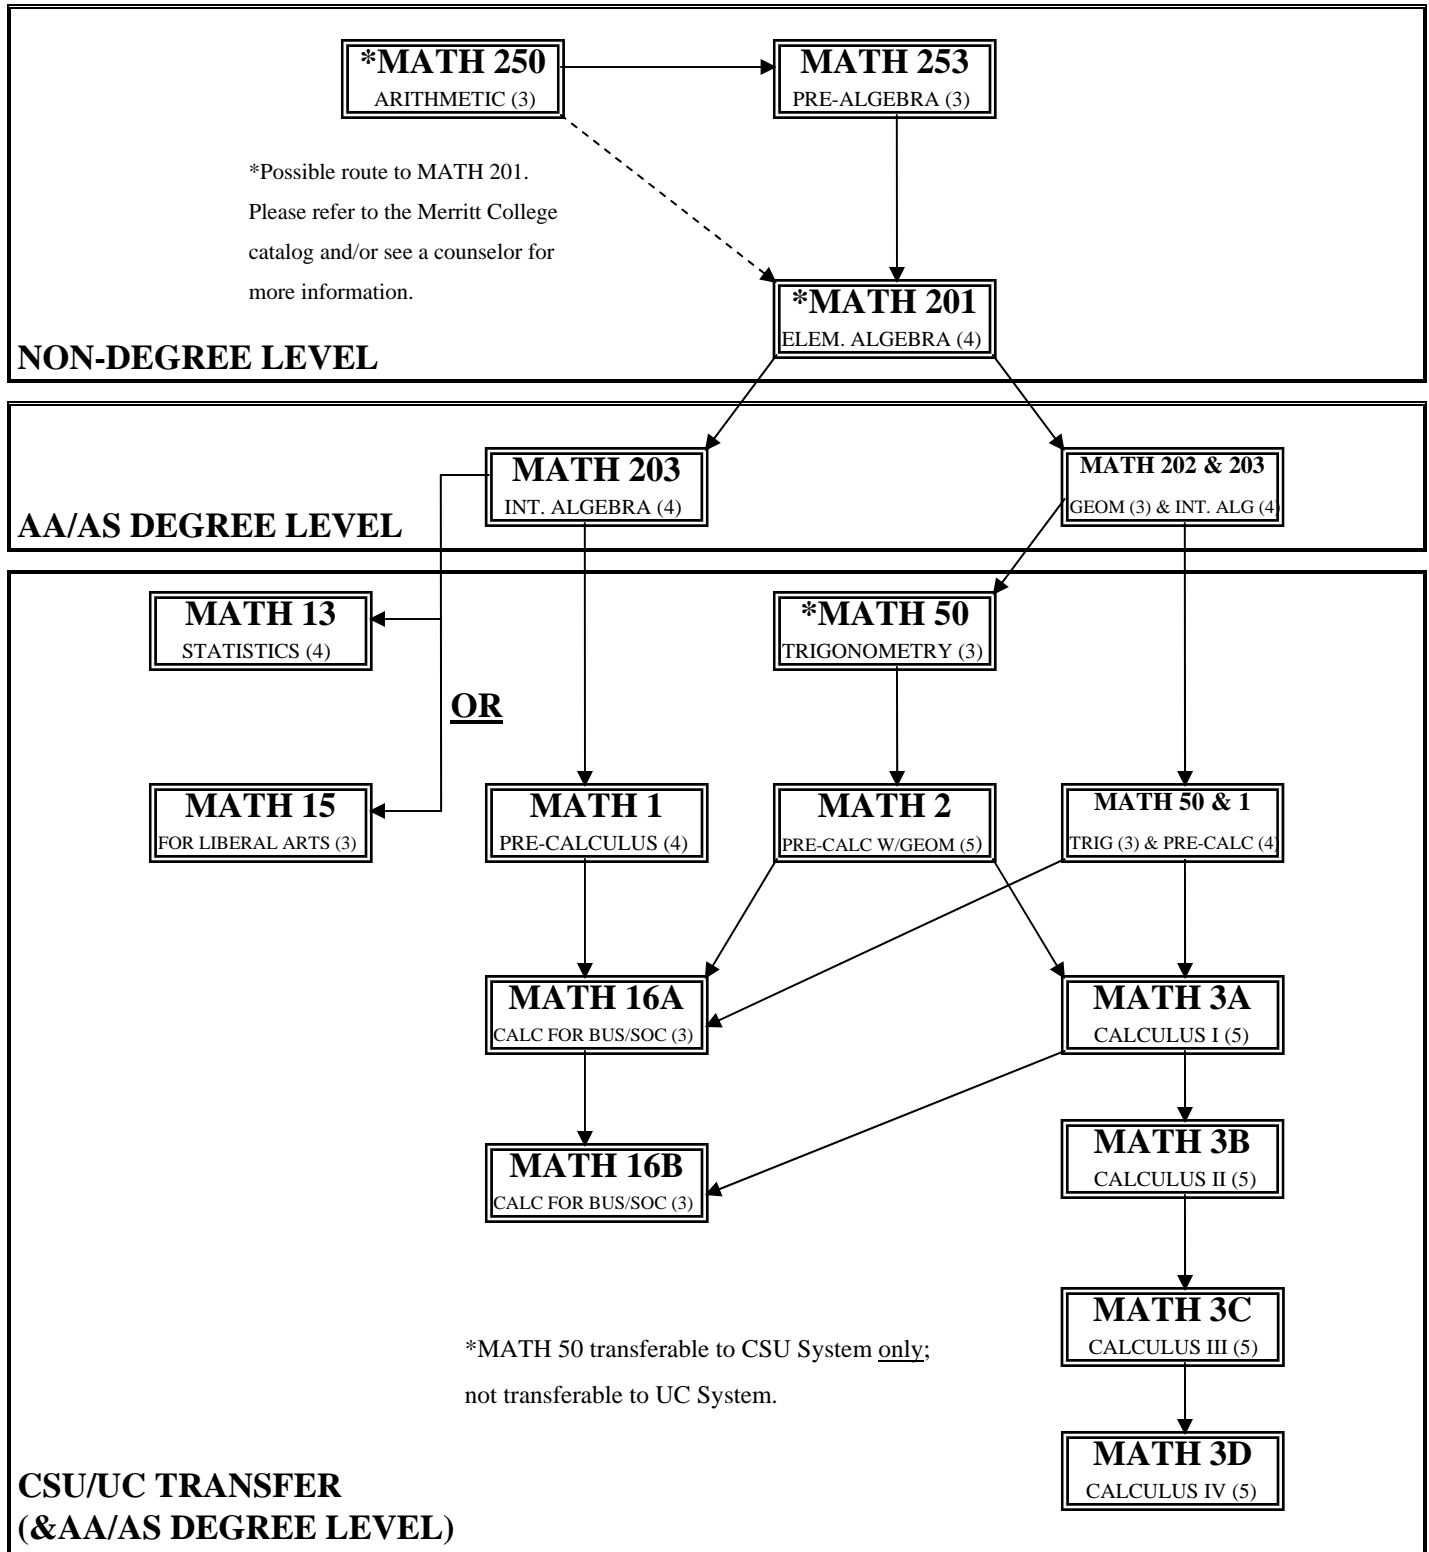 *MATH 250
ARITHMETIC (3)
MATH 253
PRE-ALGEBRA (3)
*Possible route to MATH 201.
Please refer to the Merritt College
catalog and/or see a counselor for
more information.
*MATH 201
ELEM. ALGEBRA (4)
NON-DEGREE LEVEL
MATH 203
INT. ALGEBRA (4)
MATH 202 & 203
GEOM (3) & INT. ALG (4)
AA/AS DEGREE LEVEL
MATH 13
STATISTICS (4)
*MATH 50
TRIGONOMETRY (3)
OR
MATH 15
FOR LIBERAL ARTS (3)
MATH 1
PRE-CALCULUS (4)
MATH 2
PRE-CALC W/GEOM (5)
MATH 50 & 1
TRIG (3) & PRE-CALC (4)
MATH 16A
CALC FOR BUS/SOC (3)
MATH 3A
CALCULUS I (5)
MATH 16B
CALC FOR BUS/SOC (3)
MATH 3B
CALCULUS II (5)
MATH 3C
CALCULUS III (5)
*MATH 50 transferable to CSU System only;
not transferable to UC System.
MATH 3D
CALCULUS IV (5)
CSU/UC TRANSFER
(&AA/AS DEGREE LEVEL)